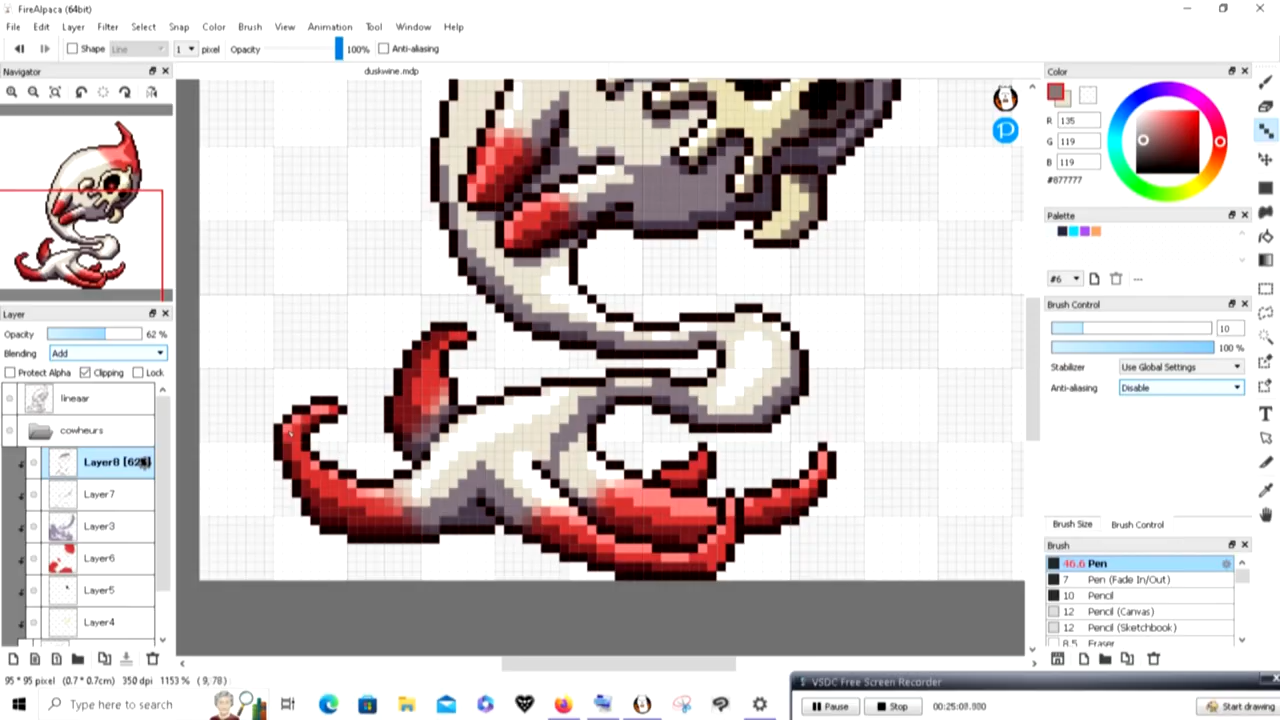 FireAlpaca (64bit)
File Edit Layer Filter Select Snap Color Brush View Animation Tool Window Help
Shape Line 1 pixel Opacity 100% Anti-aliasing
Navigator
duskwine.mdp
Color
R 135
G 119
B 119
#877777
Palette
#6
Layer
Opacity 62 %
Blending Add
Protect Alpha Clipping Lock
lineaar
cowheurs
Layer7
Layer3
Layer6
Layer5
Layer4
Brush Control
10
100 %
Stabilizer Use Global Settings
Anti-aliasing Disable
Brush Size Brush Control
Brush
46.6 Pen
7 Pen (Fade In/Out)
10 Pencil
12 Pencil (Canvas)
12 Pencil (Sketchbook)
8.5 Eraser
95 * 95 pixel (0.7 * 0.7cm) 350 dpi 1153 % ( 9, 78 )
VSDC Free Screen Recorder
Pause Stop 00:25:08.800 Start drawing
Type here to search